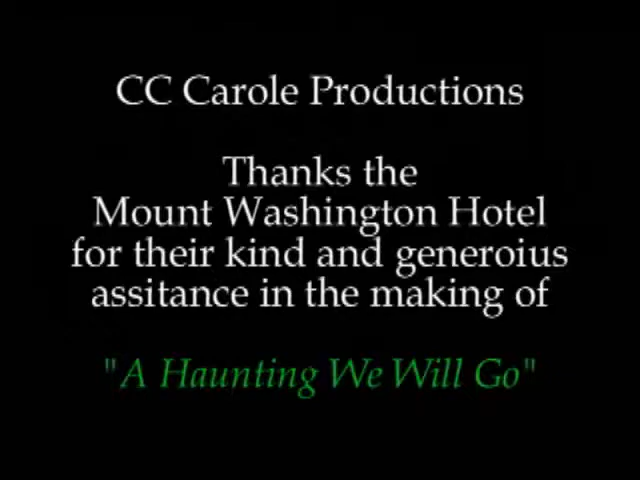 CC Carole Productions
Thanks the
Mount Washington Hotel
for their kind and generoius
assitance in the making of
"A Haunting We Will Go"